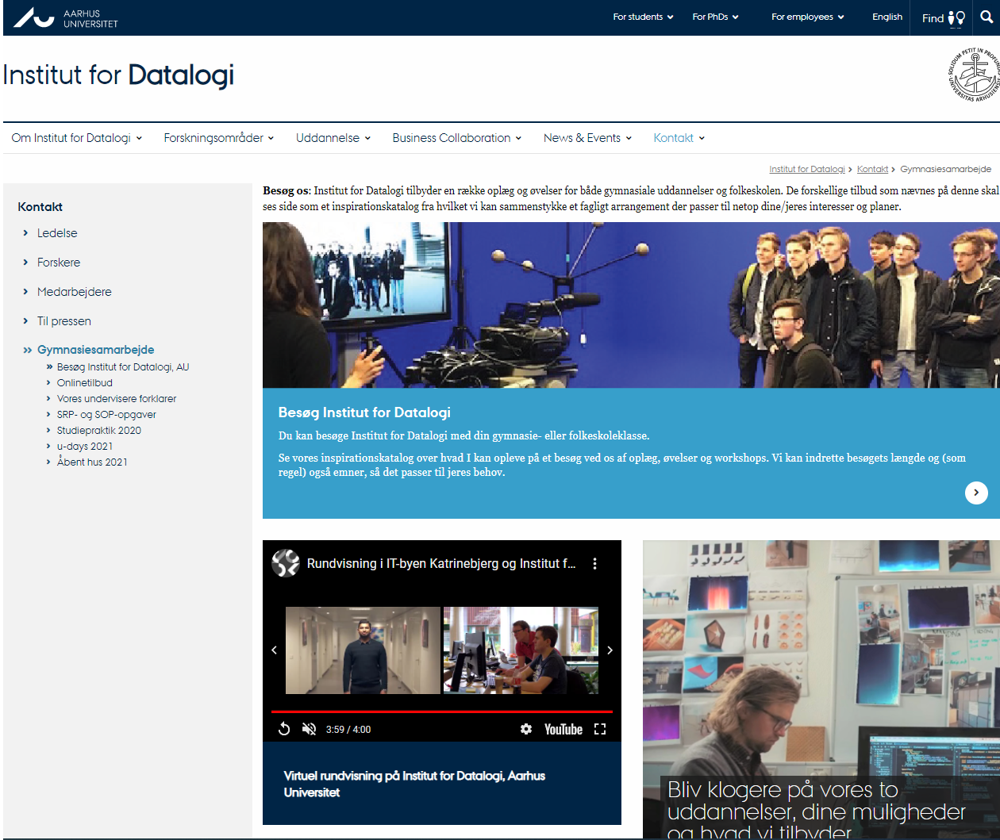 AARHUS
UNIVERSITET
For students
For PhDs
For employees
English
Find
Institut for Datalogi
SOLIDUM PETIT IN PROFUNDIS
UNIVERSITAS ARHUSIENSIS
Om Institut for Datalogi
Forskningsområder
Uddannelse
Business Collaboration
News & Events
Kontakt
Institut for Datalogi › Kontakt › Gymnasiesamarbejde
Kontakt
Ledelse
Forskere
Medarbejdere
Til pressen
Gymnasiesamarbejde
Besøg Institut for Datalogi, AU
Onlinetilbud
Vores undervisere forklarer
SRP- og SOP-opgaver
Studiepraktik 2020
u-days 2021
Åbent hus 2021
Besøg os: Institut for Datalogi tilbyder en række oplæg og øvelser for både gymnasiale uddannelser og folkeskolen. De forskellige tilbud som nævnes på denne skal
ses side som et inspirationskatalog fra hvilket vi kan sammenstykke et fagligt arrangement der passer til netop dine/jeres interesser og planer.
Besøg Institut for Datalogi
Du kan besøge Institut for Datalogi med din gymnasie- eller folkeskoleklasse.
Se vores inspirationskatalog over hvad I kan opleve på et besøg ved os af oplæg, øvelser og workshops. Vi kan indrette besøgets længde og (som
regel) også emner, så det passer til jeres behov.
Rundvisning i IT-byen Katrinebjerg og Institut f...
3:59 / 4:00
YouTube
Virtuel rundvisning på Institut for Datalogi, Aarhus
Universitet
Bliv klogere på vores to
uddannelser, dine muligheder
og hvad vi tilbyder